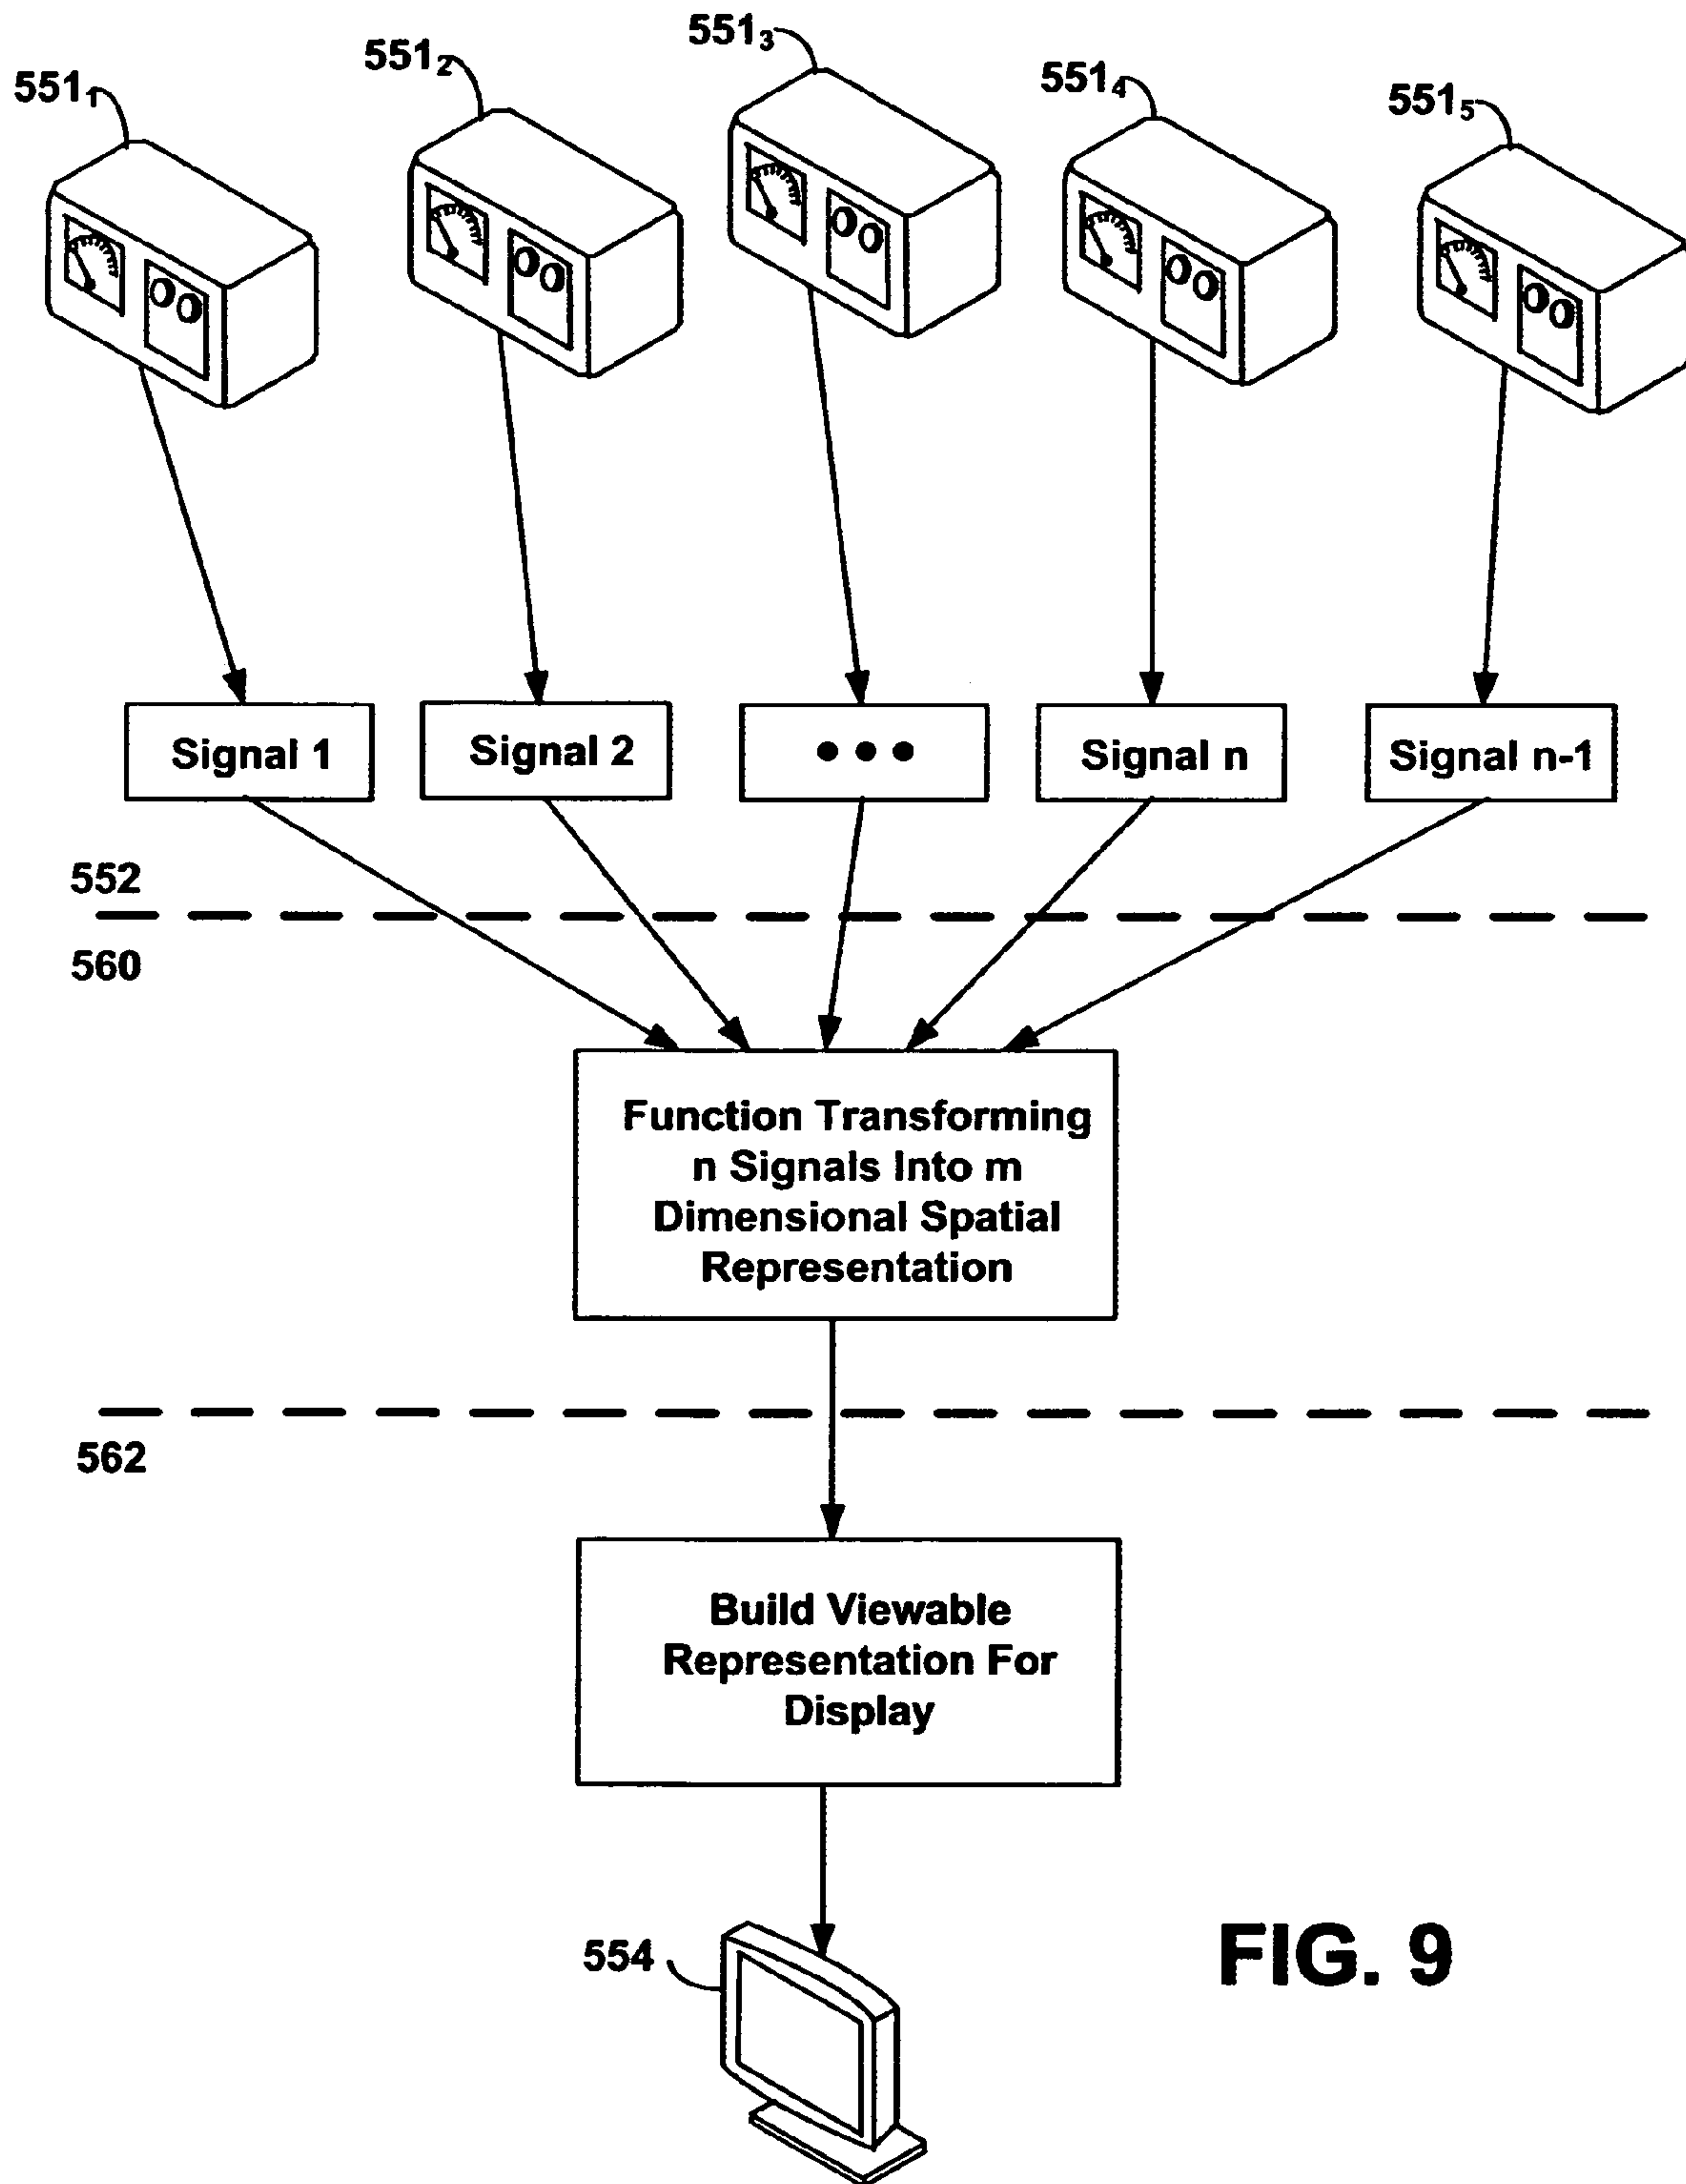 551₁
551₂
551₃
551₄
551₅
Signal 1
Signal 2
•••
Signal n
Signal n-1
552
560
Function Transforming
n Signals Into m
Dimensional Spatial
Representation
562
Build Viewable
Representation For
Display
554
FIG. 9